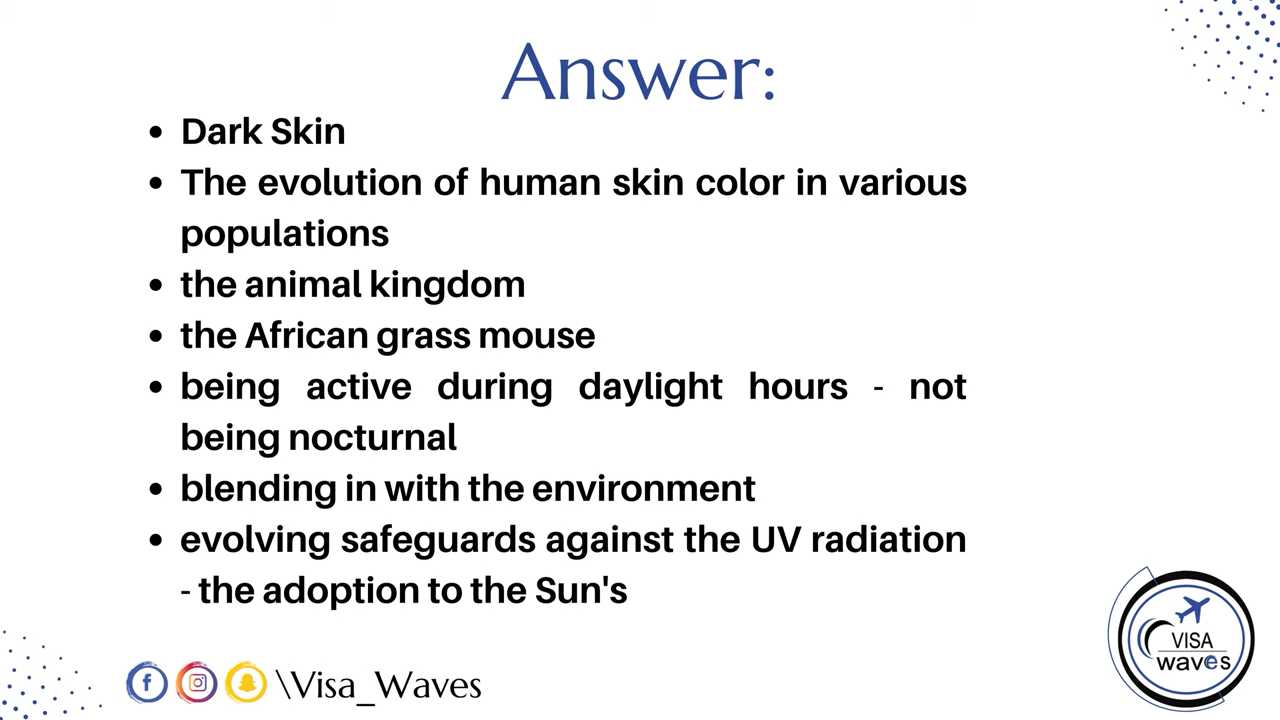 Answer:
• Dark Skin
• The evolution of human skin color in various
populations
• the animal kingdom
• the African grass mouse
• being active during daylight hours - not
being nocturnal
• blending in with the environment
• evolving safeguards against the UV radiation
- the adoption to the Sun's
\Visa_Waves
VISA
waves